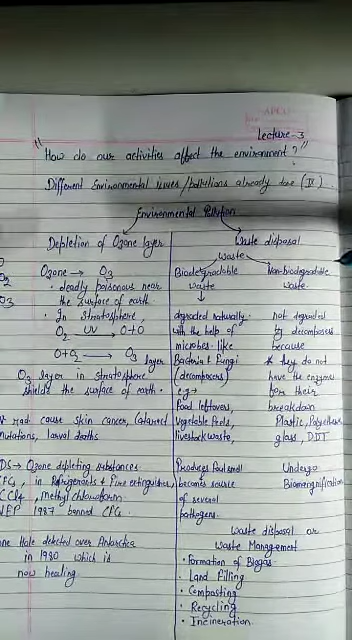 Lecture-3
"How do our activities affect the environment?"
Different Environmental issues/pollutions already done (IX)
Environmental Pollution
Depletion of Ozone layer
Ozone → O3
• deadly poisonous near
the surface of earth
• In stratosphere,
O2 UV → O+O
O+O2 → O3
O3 layer in stratosphere
shields the surface of earth.
rad cause skin cancer, Cataract
mutations, larval deaths
ODS → Ozone depleting substances
CFCs, in Refrigerants & Fire extinguisher,
CCl4, methyl chloroform
1987 banned CFCs.
Hole detected over Antarctica
in 1980 which is
now healing.
Waste disposal
waste
Biodegradable
waste
degraded naturally
with the help of
microbes like
Bacteria & Fungi
(decomposers)
e.g.
Food leftovers,
Vegetable peels,
livestock waste,
Produces foul smell
becomes source
of several
pathogens.
Non-biodegradable
waste
not degraded
by decomposers
because
* they do not
have the enzymes
for their
breakdown
Plastic, Polythene,
glass, DDT
Undergo
Biomagnification
Waste disposal or
Waste Management
• Formation of Biogas
• Land Filling
• Composting
• Recycling
• Incineration